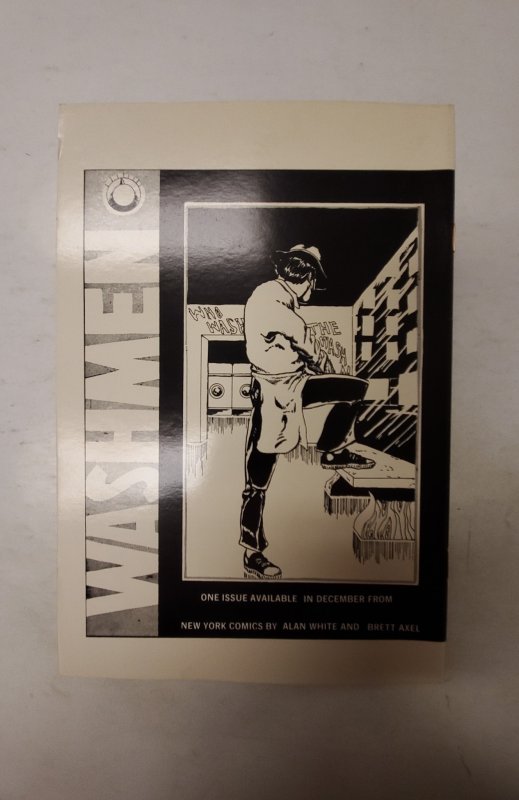 WASHMEN
WHO THE
WASH WASH
ONE ISSUE AVAILABLE IN DECEMBER FROM
NEW YORK COMICS BY ALAN WHITE AND BRETT AXEL